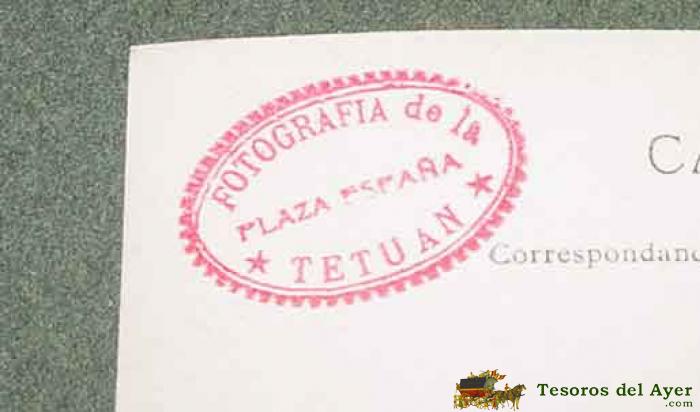 FOTOGRAFIA de la
PLAZA ESPAÑA
★ TETUAN ★
CA
Correspondanc
Tesoros del Ayer
.com